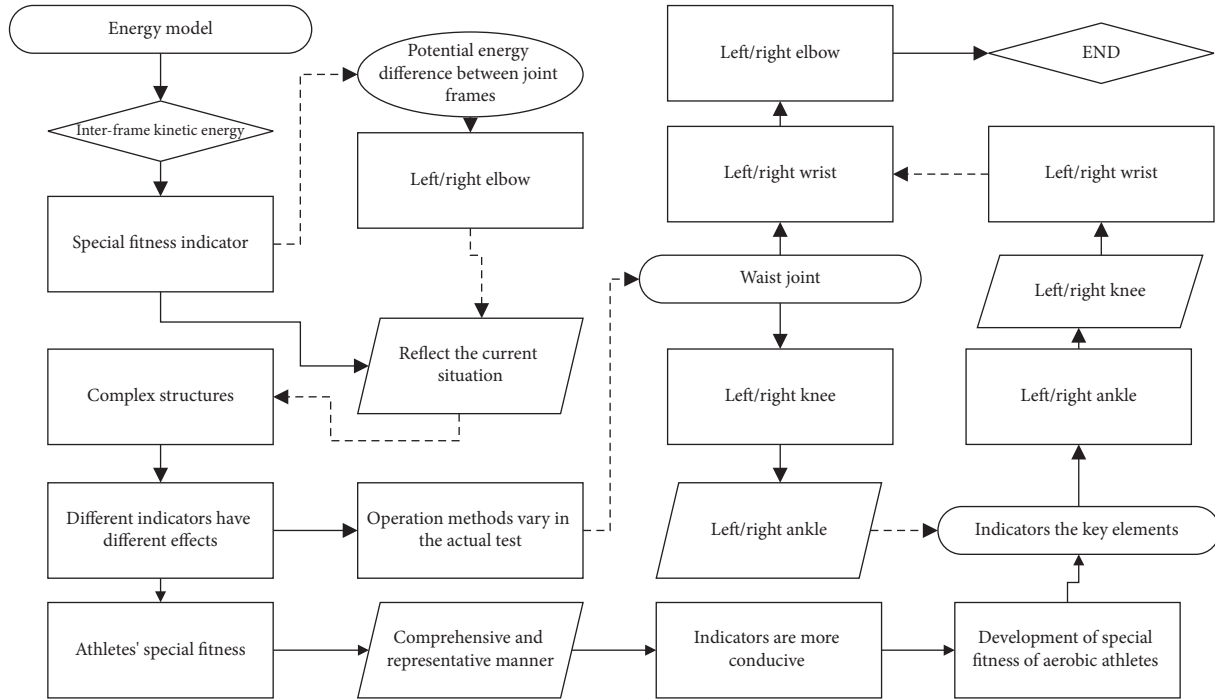 Energy model
Inter-frame kinetic energy
Special fitness indicator
Complex structures
Different indicators have
different effects
Athletes' special fitness
Potential energy
difference between joint
frames
Left/right elbow
Reflect the current
situation
Operation methods vary in
the actual test
Comprehensive and
representative manner
Left/right elbow
Left/right wrist
Waist joint
Left/right knee
Left/right ankle
Indicators are more
conducive
END
Left/right wrist
Left/right knee
Left/right ankle
Indicators the key elements
Development of special
fitness of aerobic athletes